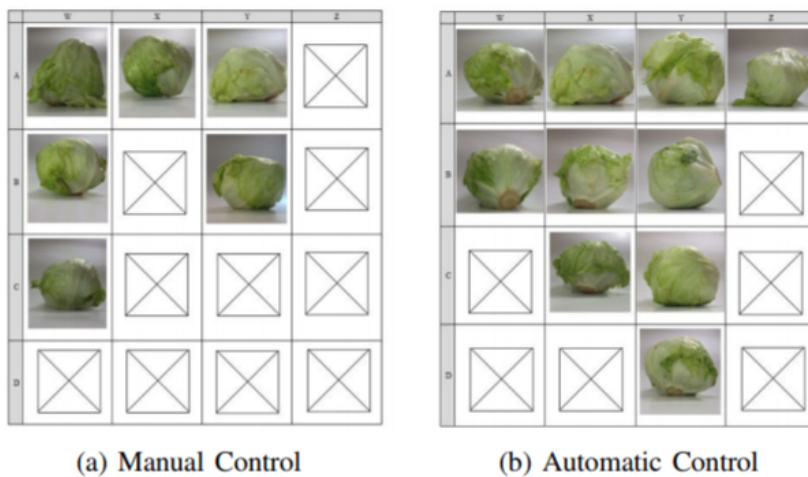 W X Y Z W X Y Z
A A
B B
C C
D D
(a) Manual Control (b) Automatic Control